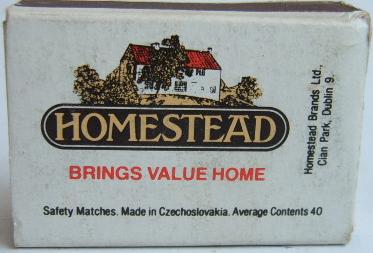 HOMESTEAD
BRINGS VALUE HOME
Safety Matches. Made in Czechoslovakia. Average Contents 40
Homestead Brands Ltd.,
Clan Park, Dublin 9.